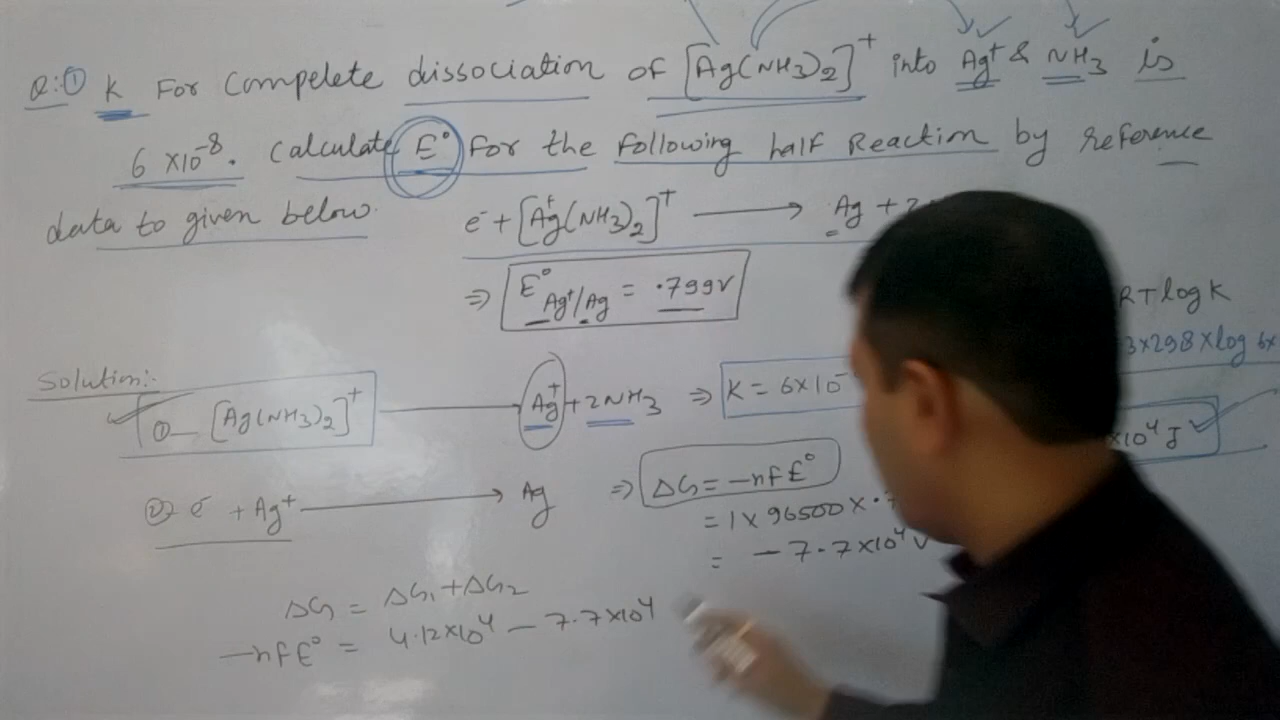 Q:① K For Compelete dissociation of [Ag(NH3)2]⁺ into Ag⁺ & NH3 is
6 ×10⁻⁸. Calculate E° for the following half Reaction by reference
data to given below.
e⁻ + [Ag⁺(NH3)2]⁺ ⟶ Ag +
⇒ E°Ag⁺/Ag = .799V
RT log K
3×298×log 6×
×10⁴ J
Solution:-
①— [Ag(NH3)2]⁺ ⟶ Ag⁺ + 2NH3 ⇒ K = 6×10⁻
② e⁻ + Ag⁺ ⟶ Ag ⇒ ΔG = -nFE°
= 1 × 96500 × .7
= - 7.7×10⁴ V
ΔG = ΔG1 + ΔG2
-nFE° = 4.12×10⁴ - 7.7×10⁴